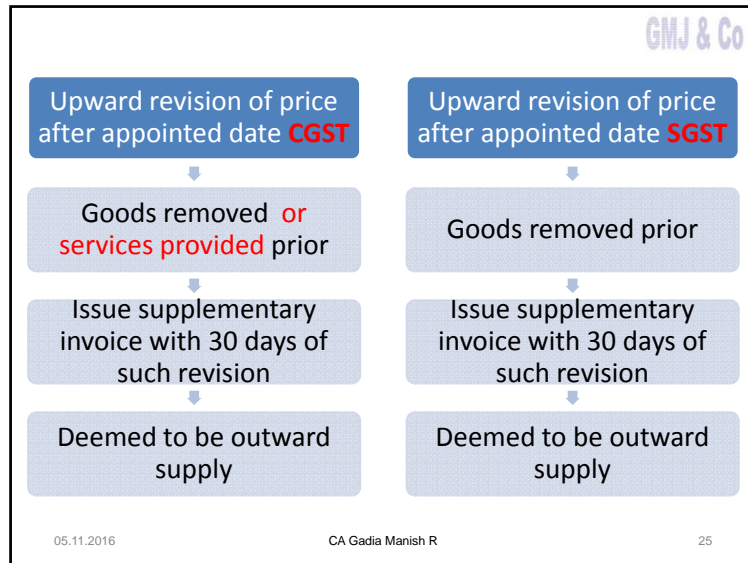 GMJ & Co
Upward revision of price
after appointed date CGST
Goods removed or
services provided prior
Issue supplementary
invoice with 30 days of
such revision
Deemed to be outward
supply
Upward revision of price
after appointed date SGST
Goods removed prior
Issue supplementary
invoice with 30 days of
such revision
Deemed to be outward
supply
05.11.2016
CA Gadia Manish R
25